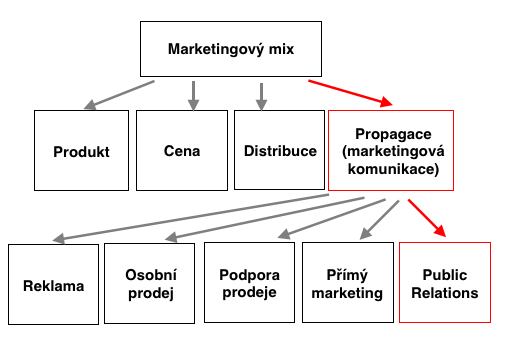 Marketingový mix
Produkt
Cena
Distribuce
Propagace
(marketingová
komunikace)
Reklama
Osobní
prodej
Podpora
prodeje
Přímý
marketing
Public
Relations